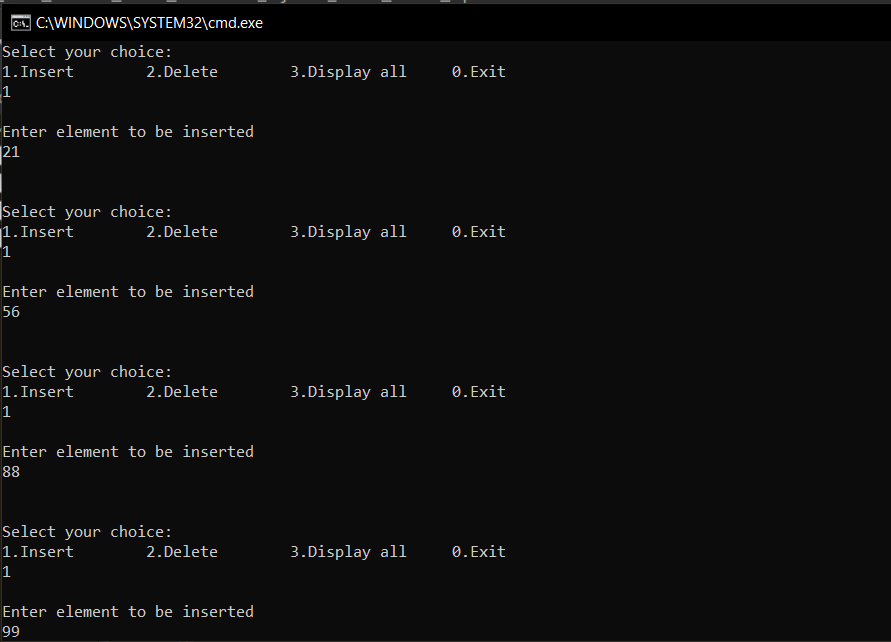 C:\WINDOWS\SYSTEM32\cmd.exe
Select your choice:
1.Insert        2.Delete        3.Display all     0.Exit
1
Enter element to be inserted
21
Select your choice:
1.Insert        2.Delete        3.Display all     0.Exit
1
Enter element to be inserted
56
Select your choice:
1.Insert        2.Delete        3.Display all     0.Exit
1
Enter element to be inserted
88
Select your choice:
1.Insert        2.Delete        3.Display all     0.Exit
1
Enter element to be inserted
99